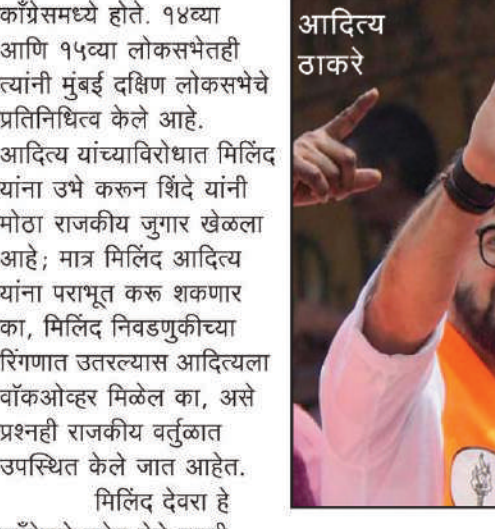 काँग्रेसमध्ये होते. १४व्या
आणि १५व्या लोकसभेतही
त्यांनी मुंबई दक्षिण लोकसभेचे
प्रतिनिधित्व केले आहे.
आदित्य यांच्याविरोधात मिलिंद
यांना उभे करून शिंदे यांनी
मोठा राजकीय जुगार खेळला
आहे; मात्र मिलिंद आदित्य
यांना पराभूत करू शकणार
का, मिलिंद निवडणुकीच्या
रिंगणात उतरल्यास आदित्यला
वॉकओव्हर मिळेल का, असे
प्रश्नही राजकीय वर्तुळात
उपस्थित केले जात आहेत.
मिलिंद देवरा हे
आदित्य
ठाकरे